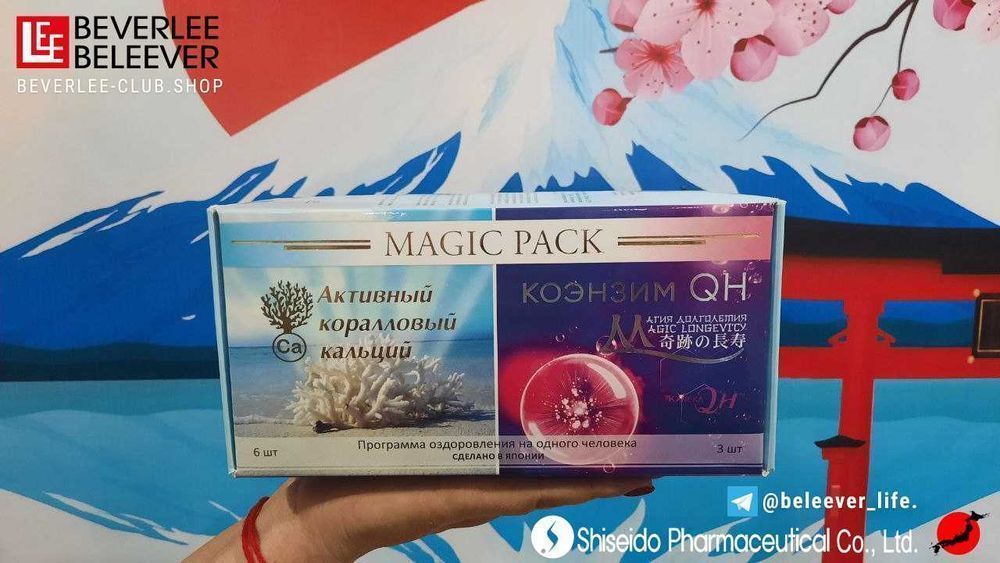 BEVERLEE
BELEEVER
BEVERLEE-CLUB.SHOP
MAGIC PACK
Активный
коралловый
кальций
Ca
КОЭНЗИМ QH
МАГИЯ ДОЛГОЛЕТИЯ
MAGIC LONGEVITY
奇跡の長寿
KANEKA QH
Программа оздоровления на одного человека
СДЕЛАНО В ЯПОНИИ
6 шт
3 шт
@beleever_life.
Shiseido Pharmaceutical Co., Ltd.